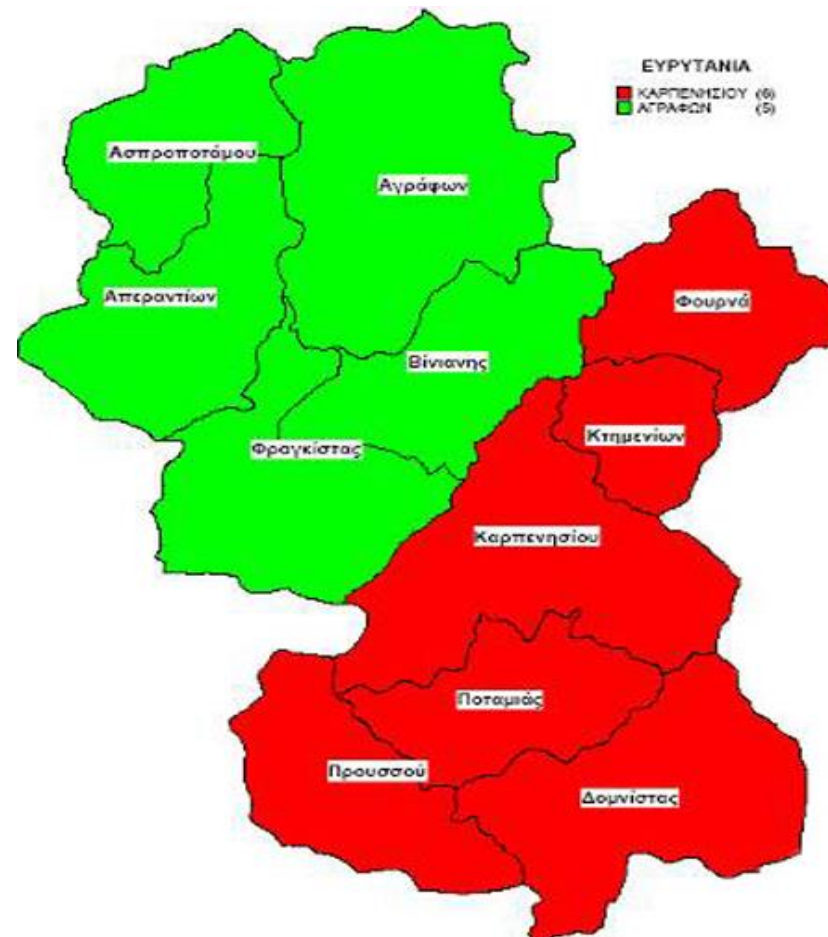 ΕΥΡΥΤΑΝΙΑ
ΚΑΡΠΕΝΗΣΙΟΥ (6)
ΑΓΡΑΦΩΝ (5)
Ασπροποτάμου
Αγράφων
Απεραντίων
Φουρνά
Βίνιανης
Κτημενίων
Φραγκίστας
Καρπενησίου
Ποταμιάς
Προυσσού
Δομνίστας